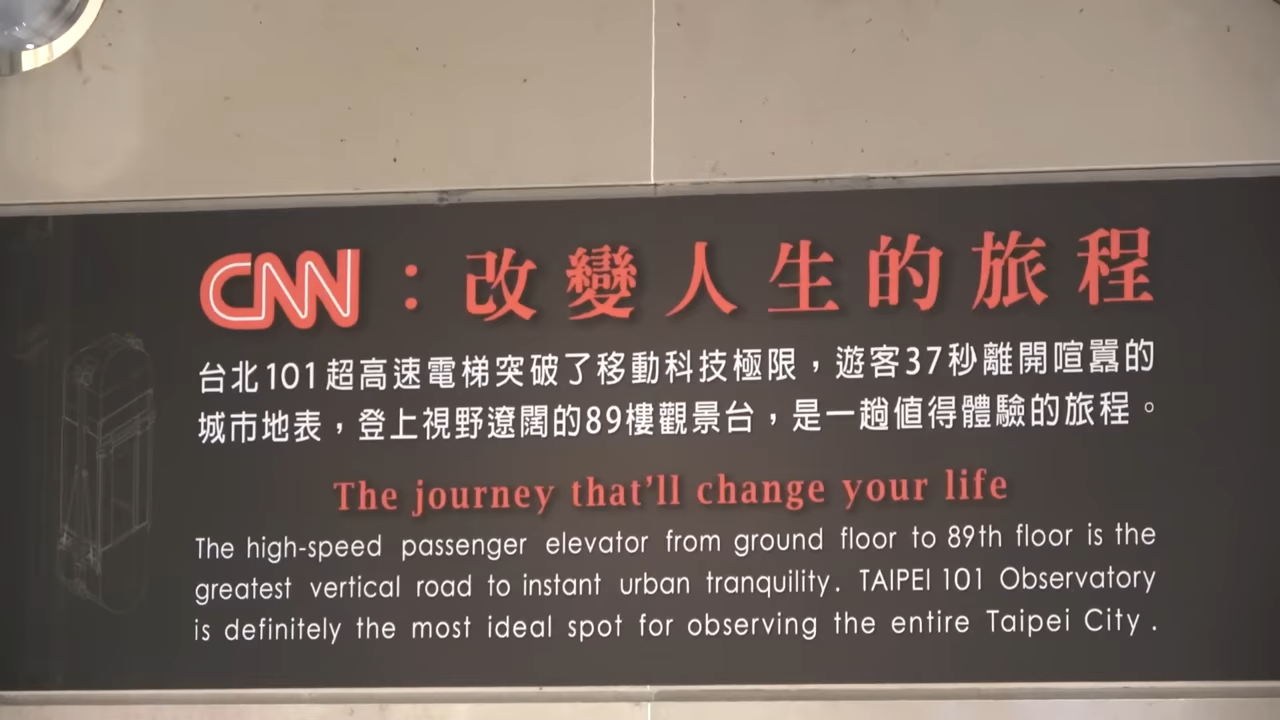 CNN：改變人生的旅程
台北101超高速電梯突破了移動科技極限，遊客37秒離開喧囂的
城市地表，登上視野遼闊的89樓觀景台，是一趟值得體驗的旅程。
The journey that'll change your life
The high-speed passenger elevator from ground floor to 89th floor is the
greatest vertical road to instant urban tranquility. TAIPEI 101 Observatory
is definitely the most ideal spot for observing the entire Taipei City.